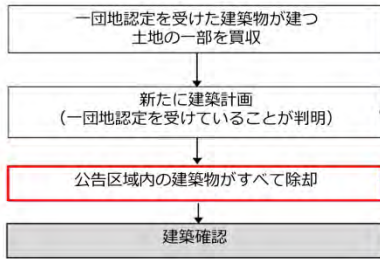 一団地認定を受けた建築物が建つ
土地の一部を買収
新たに建築計画
（一団地認定を受けていることが判明）
公告区域内の建築物がすべて除却
建築確認